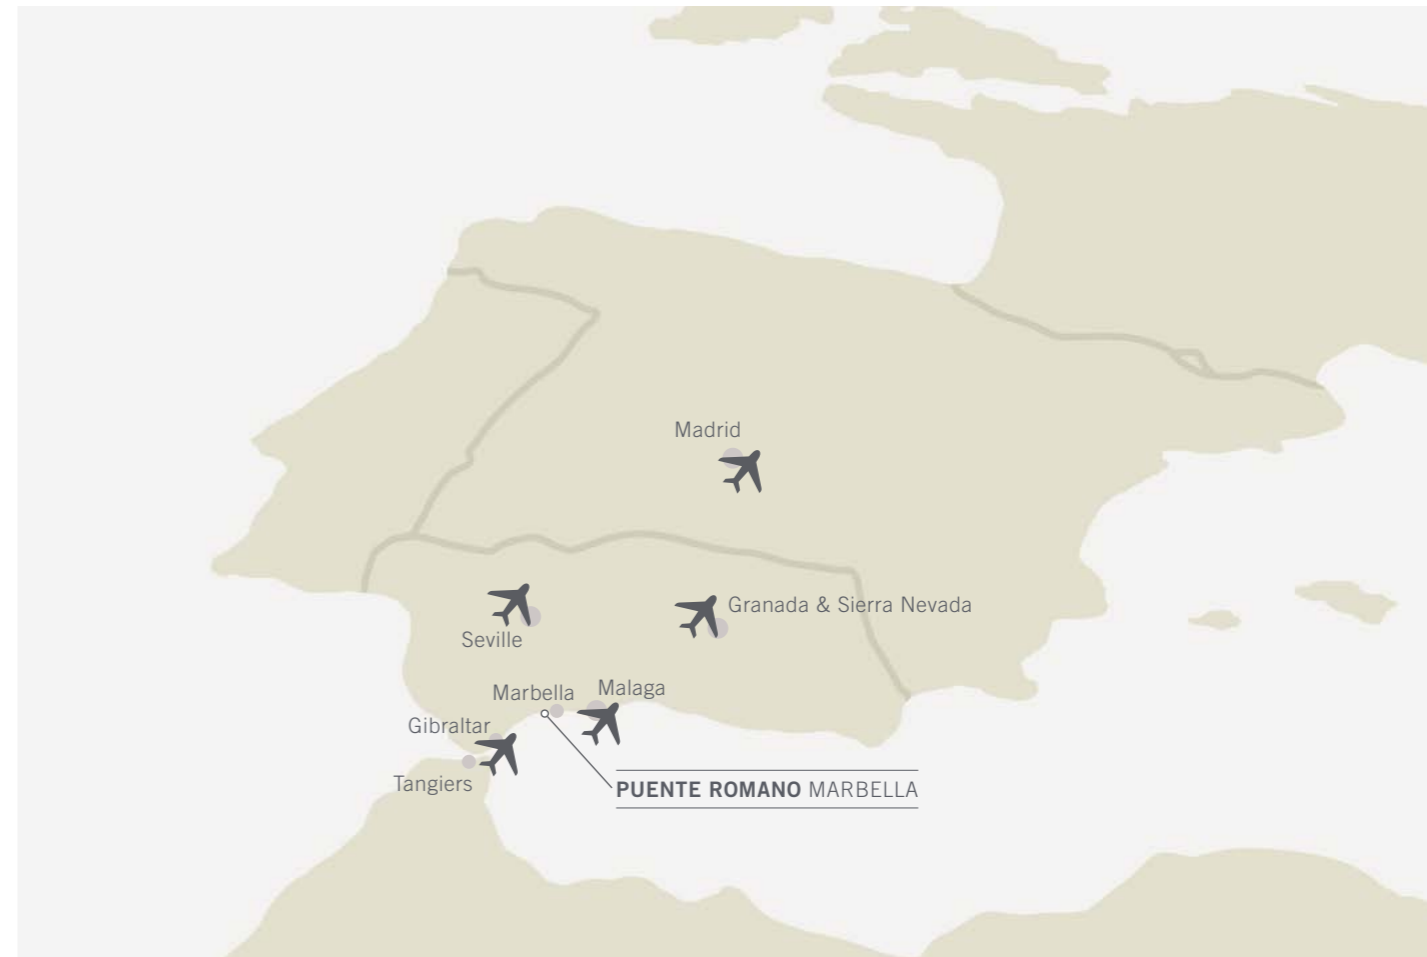 Madrid
Granada & Sierra Nevada
Seville
Marbella
Malaga
Gibraltar
Tangiers
PUENTE ROMANO MARBELLA